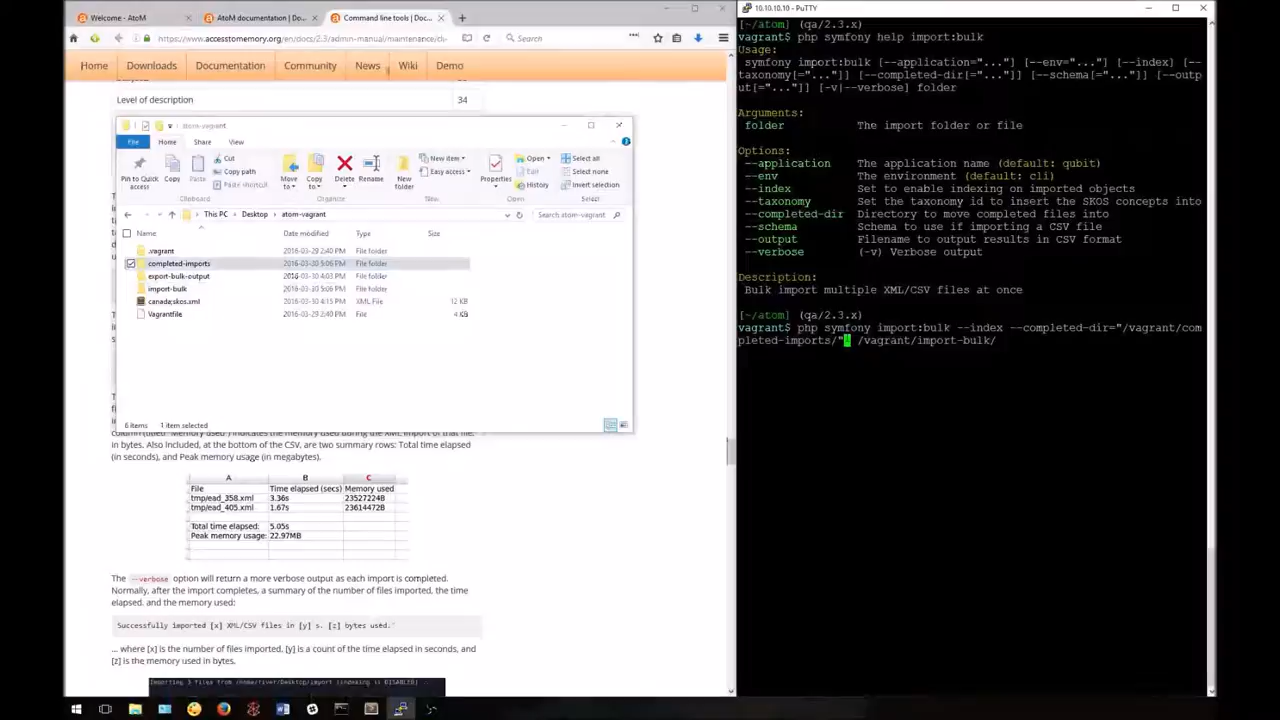 Welcome - AtoM
AtoM documentation | Doc...
Command line tools | Doc...
https://www.accesstomemory.org/en/docs/2.3/admin-manual/maintenance/cli-
Search
Home Downloads Documentation Community News Wiki Demo
Level of description 34
atom-vagrant
File Home Share View
Pin to Quick access
Copy
Paste
Cut
Copy path
Paste shortcut
Clipboard
Move to
Copy to
Delete
Rename
Organize
New folder
New item
Easy access
New
Properties
Open
History
Open
Select all
Select none
Invert selection
This PC Desktop atom-vagrant
Search atom-vagrant
Name Date modified Type Size
.vagrant 2016-03-29 2:40 PM File folder
completed-imports 2016-03-30 5:06 PM File folder
export-bulk-output 2016-03-30 4:03 PM File folder
import-bulk 2016-03-30 5:06 PM File folder
canada;skos.xml 2016-03-30 4:15 PM XML File 12 KB
Vagrantfile 2016-03-29 2:40 PM File 4 KB
6 items 1 item selected
column (titled "Memory used") indicates the memory used during the XML import of that file,
in bytes. Also included, at the bottom of the CSV, are two summary rows: Total time elapsed
(in seconds), and Peak memory usage (in megabytes).
A B C
File Time elapsed (secs) Memory used
tmp/ead_358.xml 3.36s 23527224B
tmp/ead_405.xml 1.67s 23614472B
Total time elapsed: 5.05s
Peak memory usage: 22.97MB
The --verbose option will return a more verbose output as each import is completed.
Normally, after the import completes, a summary of the number of files imported, the time
elapsed, and the memory used:
Successfully imported [x] XML/CSV files in [y] s. [z] bytes used."
... where [x] is the number of files imported, [y] is a count of the time elapsed in seconds, and
[z] is the memory used in bytes.
10.10.10.10 - PuTTY
[~/atom] (qa/2.3.x)
vagrant$ php symfony help import:bulk
Usage:
symfony import:bulk [--application="..."] [--env="..."] [--index] [--
taxonomy[="..."]] [--completed-dir[="..."]] [--schema[="..."]] [--outp
ut[="..."]] [-v|--verbose] folder
Arguments:
folder The import folder or file
Options:
--application The application name (default: qubit)
--env The environment (default: cli)
--index Set to enable indexing on imported objects
--taxonomy Set the taxonomy id to insert the SKOS concepts into
--completed-dir Directory to move completed files into
--schema Schema to use if importing a CSV file
--output Filename to output results in CSV format
--verbose (-v) Verbose output
Description:
Bulk import multiple XML/CSV files at once
[~/atom] (qa/2.3.x)
vagrant$ php symfony import:bulk --index --completed-dir="/vagrant/com
pleted-imports/" /vagrant/import-bulk/